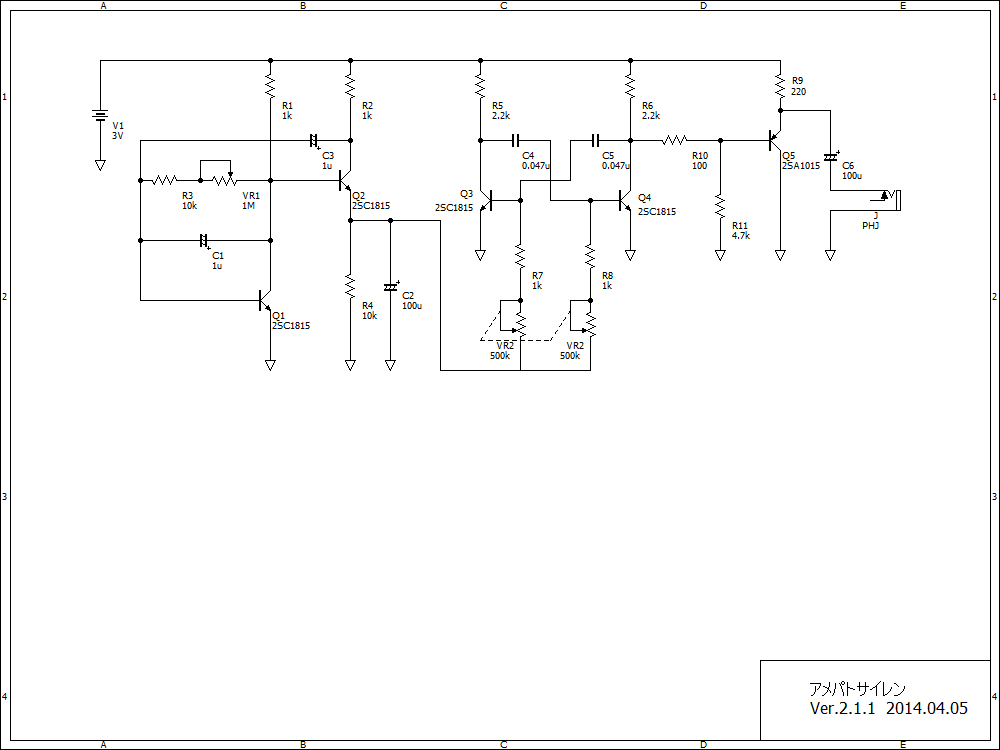 A B C D E
1 1
R1
1k
R2
1k
R5
2.2k
R6
2.2k
R9
220
V1
3V
C3
1u
C4
0.047u
C5
0.047u
R10
100
Q5
2SA1015
C6
100u
R3
10k
VR1
1M
Q2
2SC1815
Q3
2SC1815
Q4
2SC1815
R11
4.7k
J
PHJ
C1
1u
R7
1k
R8
1k
2 2
C2
100u
R4
10k
Q1
2SC1815
VR2
500k
VR2
500k
3 3
4 4
アメパトサイレン
Ver.2.1.1 2014.04.05
A B C D E